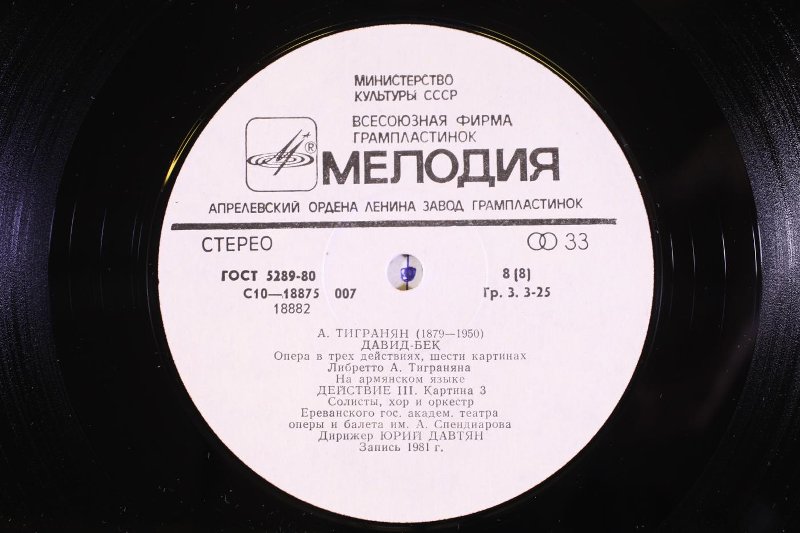 МИНИСТЕРСТВО
КУЛЬТУРЫ СССР
ВСЕСОЮЗНАЯ ФИРМА
ГРАМПЛАСТИНОК
®
МЕЛОДИЯ
АПРЕЛЕВСКИЙ ОРДЕНА ЛЕНИНА ЗАВОД ГРАМПЛАСТИНОК
СТЕРЕО 33
ГОСТ 5289-80 8 (8)
С10—18875 007 Гр. 3. 3-25
18882
А. ТИГРАНЯН (1879—1950)
ДАВИД-БЕК
Опера в трех действиях, шести картинах
Либретто А. Тиграняна
На армянском языке
ДЕЙСТВИЕ III. Картина 3
Солисты, хор и оркестр
Ереванского гос. академ. театра
оперы и балета им. А. Спендиарова
Дирижер ЮРИЙ ДАВТЯН
Запись 1981 г.